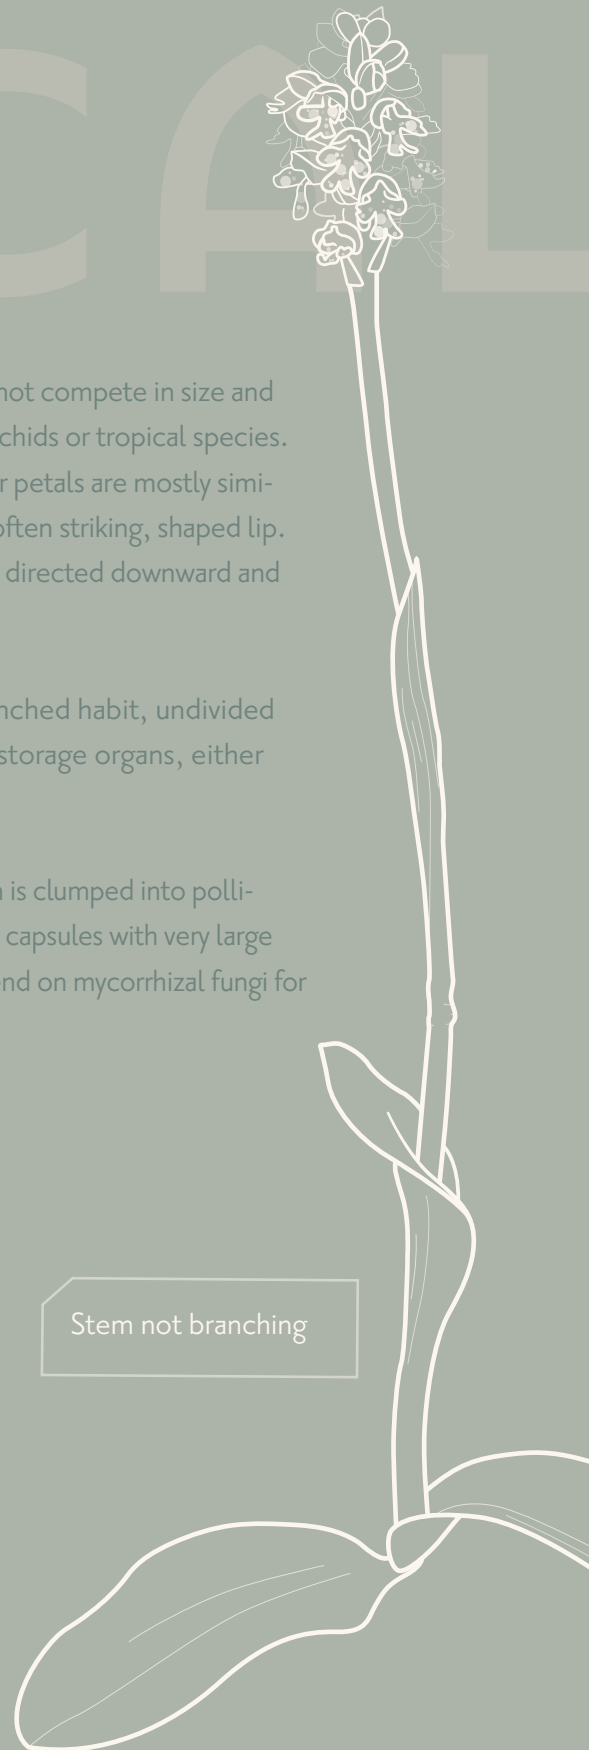 CAL
not compete in size and
chids or tropical species.
r petals are mostly simi-
often striking, shaped lip.
directed downward and
nched habit, undivided
storage organs, either
n is clumped into polli-
capsules with very large
end on mycorrhizal fungi for
Stem not branching